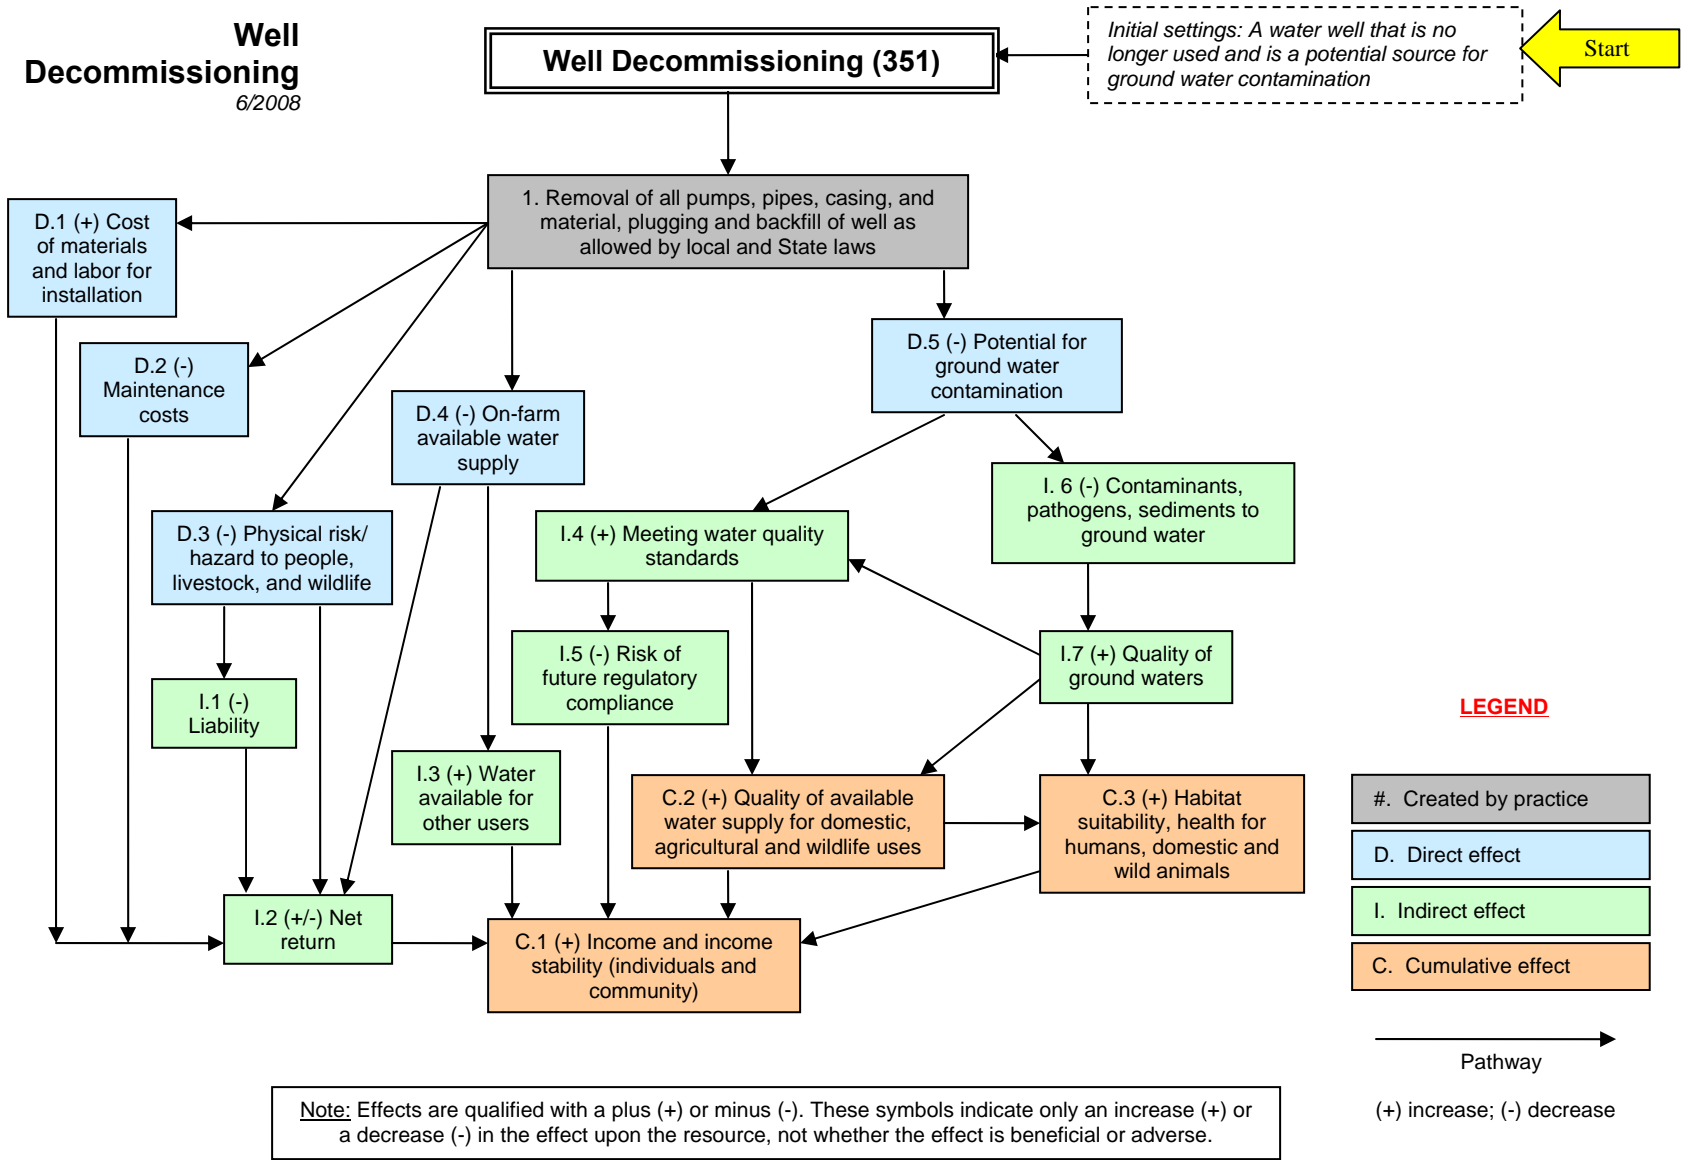 Well
Decommissioning
6/2008
Well Decommissioning (351)
Initial settings: A water well that is no
longer used and is a potential source for
ground water contamination
Start
1. Removal of all pumps, pipes, casing, and
material, plugging and backfill of well as
allowed by local and State laws
D.1 (+) Cost
of materials
and labor for
installation
D.2 (-)
Maintenance
costs
D.3 (-) Physical risk/
hazard to people,
livestock, and wildlife
D.4 (-) On-farm
available water
supply
D.5 (-) Potential for
ground water
contamination
I. 6 (-) Contaminants,
pathogens, sediments to
ground water
I.4 (+) Meeting water quality
standards
I.5 (-) Risk of
future regulatory
compliance
I.7 (+) Quality of
ground waters
I.1 (-)
Liability
I.3 (+) Water
available for
other users
C.2 (+) Quality of available
water supply for domestic,
agricultural and wildlife uses
C.3 (+) Habitat
suitability, health for
humans, domestic and
wild animals
I.2 (+/-) Net
return
C.1 (+) Income and income
stability (individuals and
community)
LEGEND
#. Created by practice
D. Direct effect
I. Indirect effect
C. Cumulative effect
Pathway
(+) increase; (-) decrease
Note: Effects are qualified with a plus (+) or minus (-). These symbols indicate only an increase (+) or
a decrease (-) in the effect upon the resource, not whether the effect is beneficial or adverse.